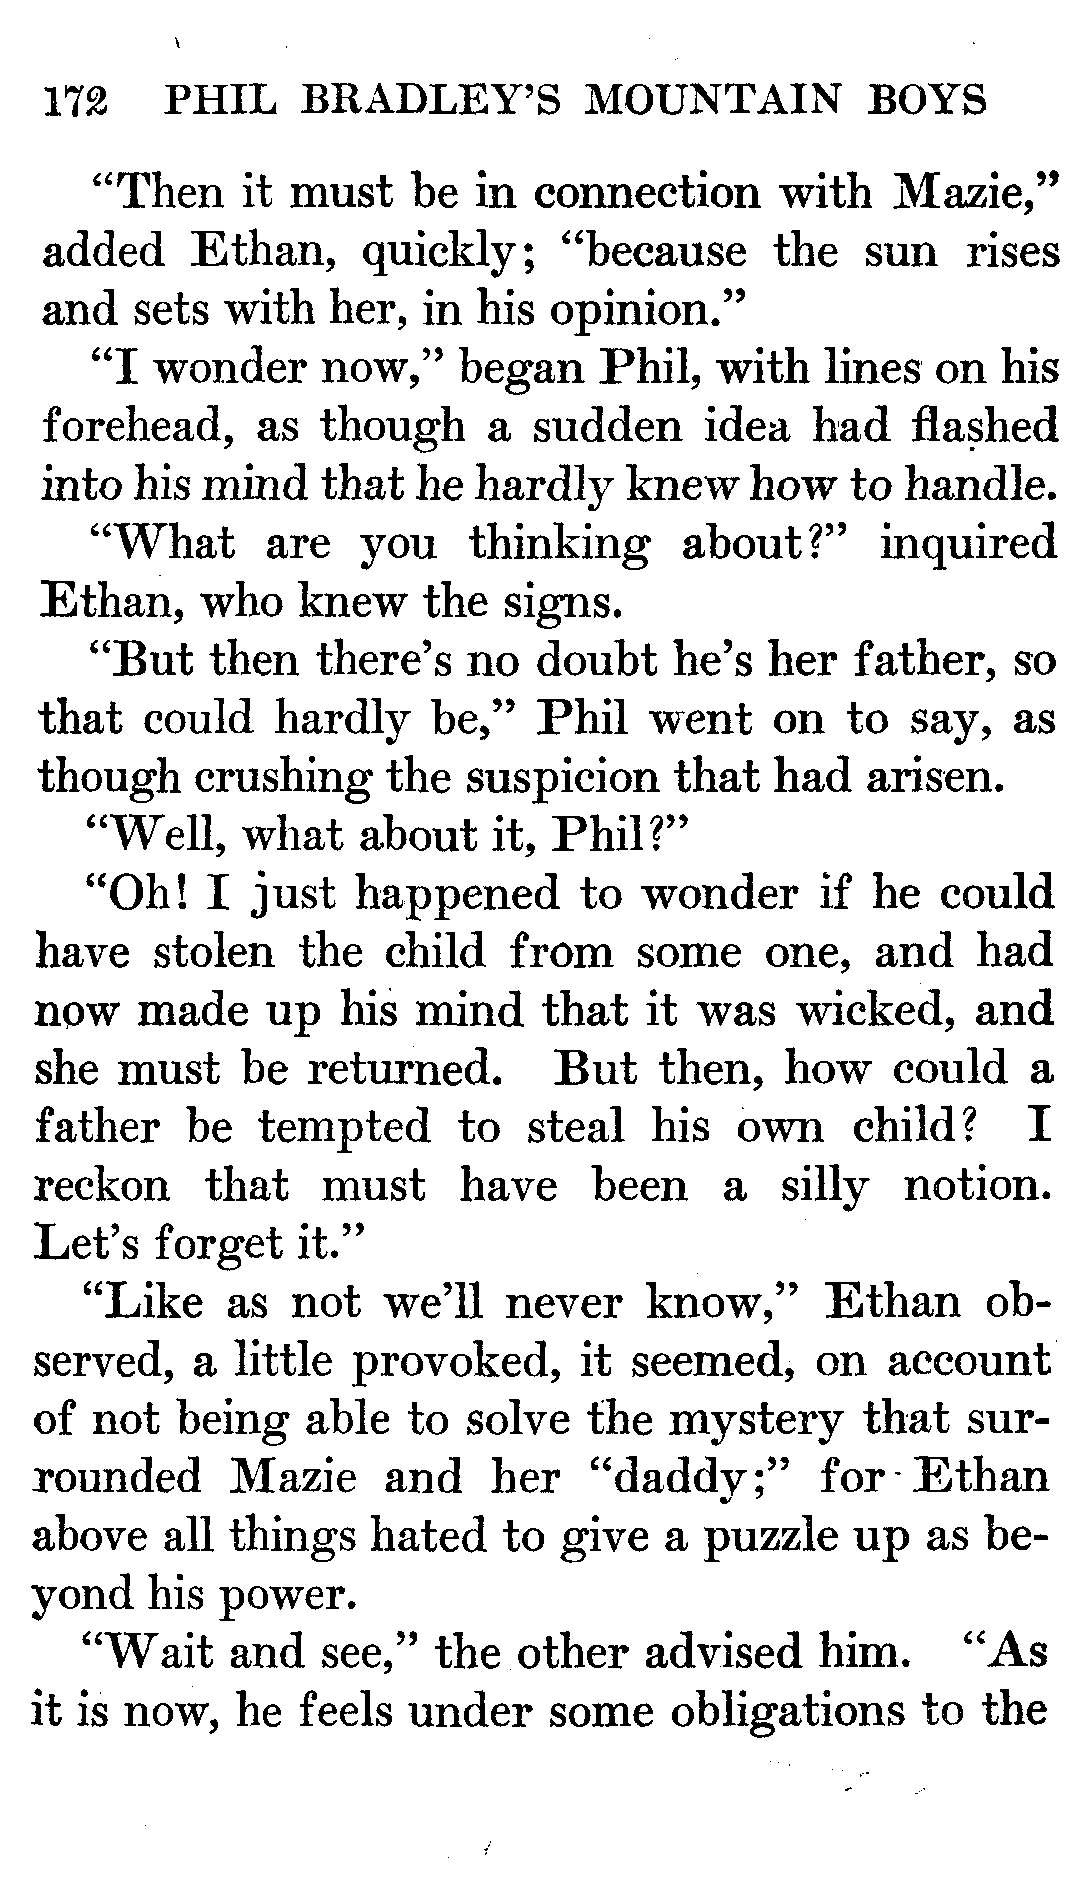 172 PHIL BRADLEY'S MOUNTAIN BOYS
“Then it must be in connection with Mazie,”
added Ethan, quickly; “because the sun rises
and sets with her, in his opinion.”
“I wonder now,” began Phil, with lines on his
forehead, as though a sudden idea had flashed
into his mind that he hardly knew how to handle.
“What are you thinking about?” inquired
Ethan, who knew the signs.
“But then there’s no doubt he’s her father, so
that could hardly be,” Phil went on to say, as
though crushing the suspicion that had arisen.
“Well, what about it, Phil?”
“Oh! I just happened to wonder if he could
have stolen the child from some one, and had
now made up his mind that it was wicked, and
she must be returned. But then, how could a
father be tempted to steal his own child? I
reckon that must have been a silly notion.
Let’s forget it.”
“Like as not we’ll never know,” Ethan ob-
served, a little provoked, it seemed, on account
of not being able to solve the mystery that sur-
rounded Mazie and her “daddy;” for Ethan
above all things hated to give a puzzle up as be-
yond his power.
“Wait and see,” the other advised him. “As
it is now, he feels under some obligations to the